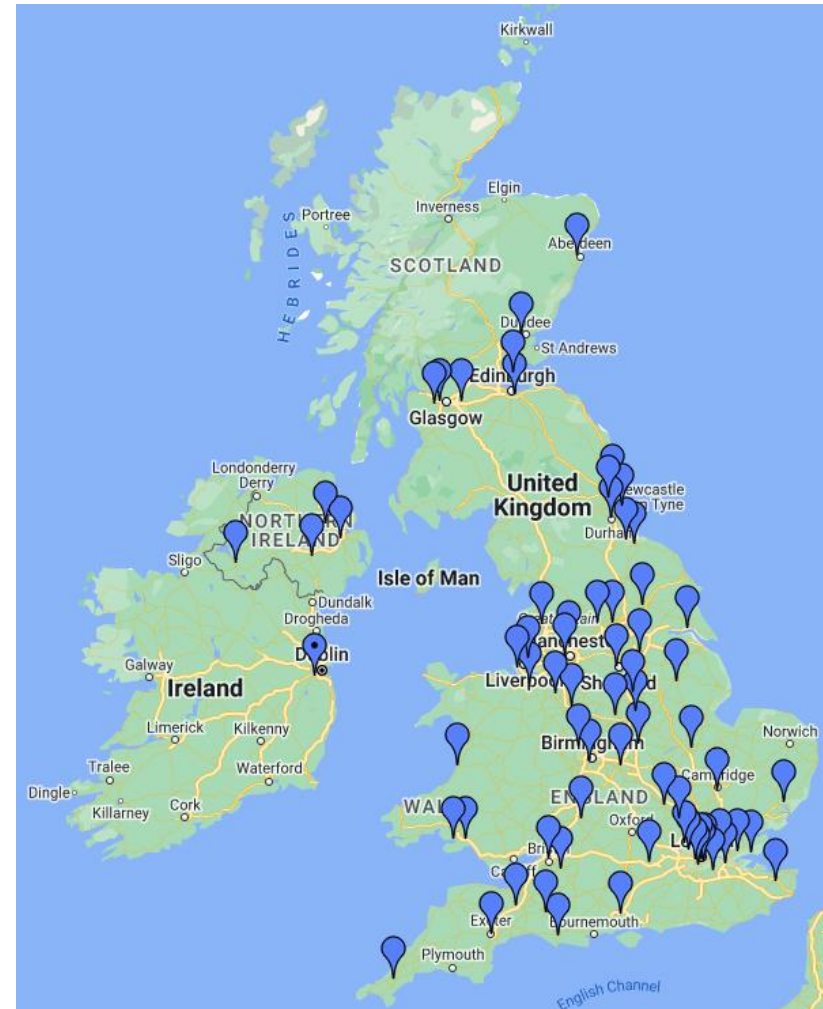 Kirkwall
Elgin
Inverness
Portree
HEBRIDES
Aberdeen
SCOTLAND
Dundee
St Andrews
Edinburgh
Glasgow
Londonderry
Derry
United
Kingdom
NORTHERN
IRELAND
Durham
Tyne
Sligo
Isle of Man
Dundalk
Drogheda
Galway
Dublin
Ireland
Liverpool
Limerick
Kilkenny
Norwich
Birmingham
Tralee
Waterford
Cambridge
Dingle
Killarney
Cork
ENGLAND
Oxford
Exeter
Bournemouth
Plymouth
English Channel